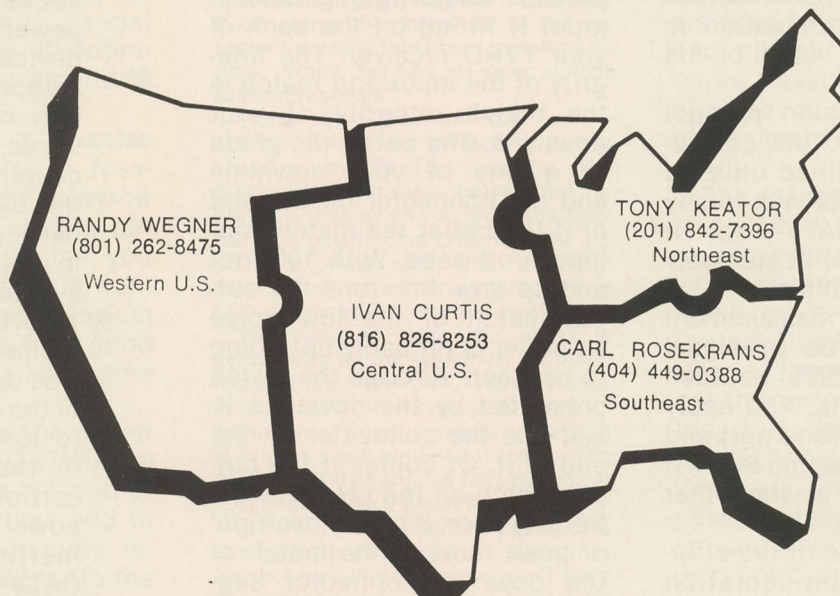 RANDY WEGNER
(801) 262-8475
Western U.S.
IVAN CURTIS
(816) 826-8253
Central U.S.
TONY KEATOR
(201) 842-7396
Northeast
CARL ROSEKRANS
(404) 449-0388
Southeast